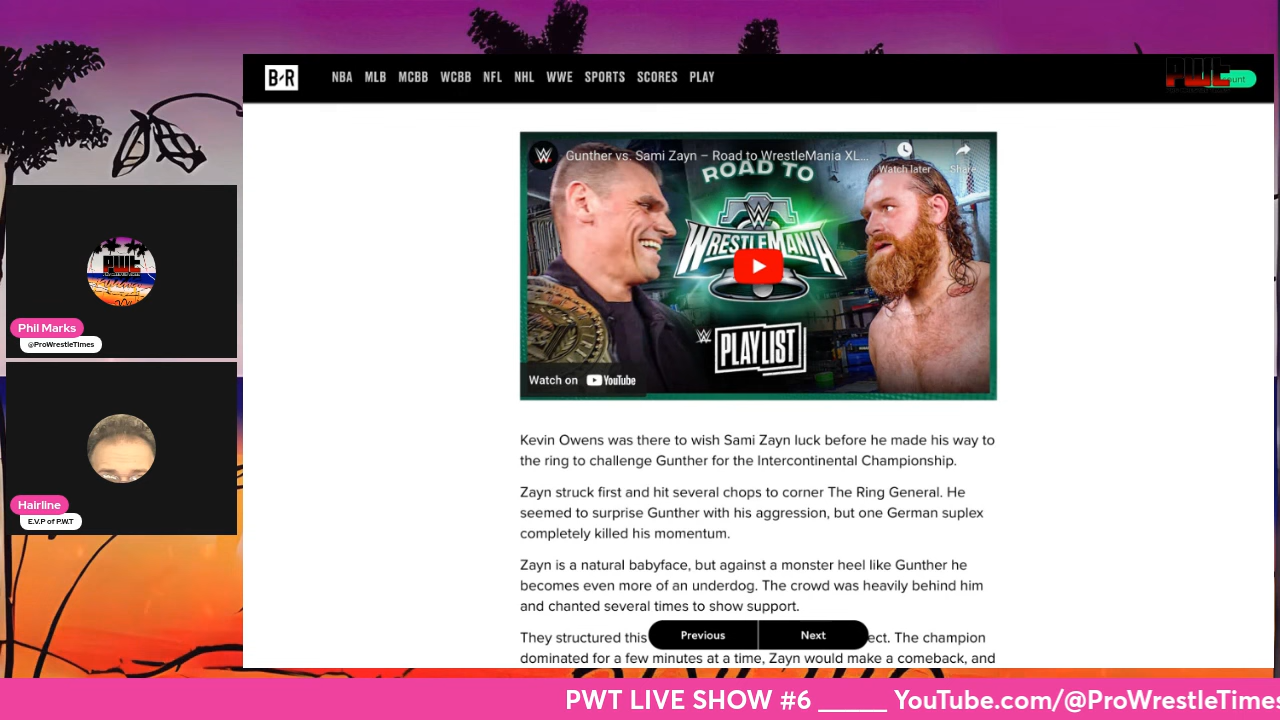 B/R NBA MLB MCBB WCBB NFL NHL WWE SPORTS SCORES PLAY
PWT
Gunther vs. Sami Zayn – Road to WrestleMania XL...
Watch later
Share
ROAD TO
WRESTLEMANIA
PLAYLIST
Watch on YouTube
PWT
Phil Marks
@ProWrestleTimes
Hairline
E.V.P of P.W.T
Kevin Owens was there to wish Sami Zayn luck before he made his way to
the ring to challenge Gunther for the Intercontinental Championship.
Zayn struck first and hit several chops to corner The Ring General. He
seemed to surprise Gunther with his aggression, but one German suplex
completely killed his momentum.
Zayn is a natural babyface, but against a monster heel like Gunther he
becomes even more of an underdog. The crowd was heavily behind him
and chanted several times to show support.
They structured this
Previous
Next
ect. The champion
dominated for a few minutes at a time, Zayn would make a comeback, and
PWT LIVE SHOW #6 _____ YouTube.com/@ProWrestleTimes